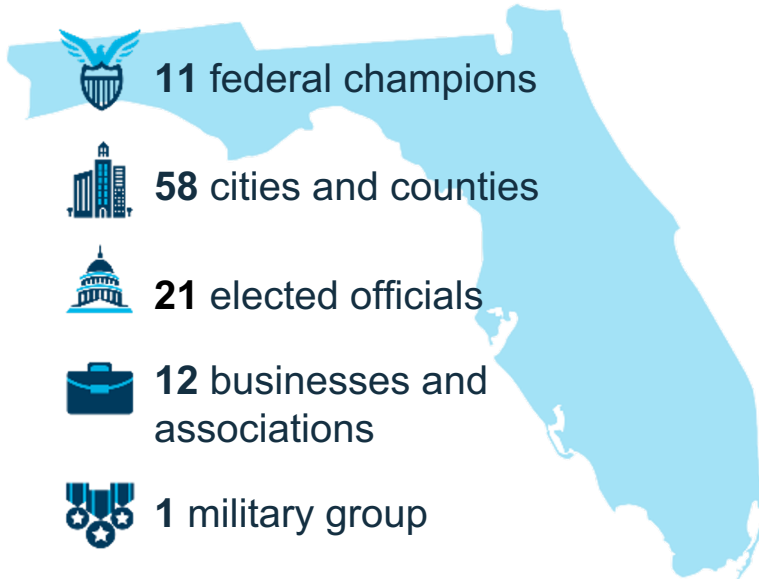 11 federal champions
58 cities and counties
21 elected officials
12 businesses and
associations
1 military group